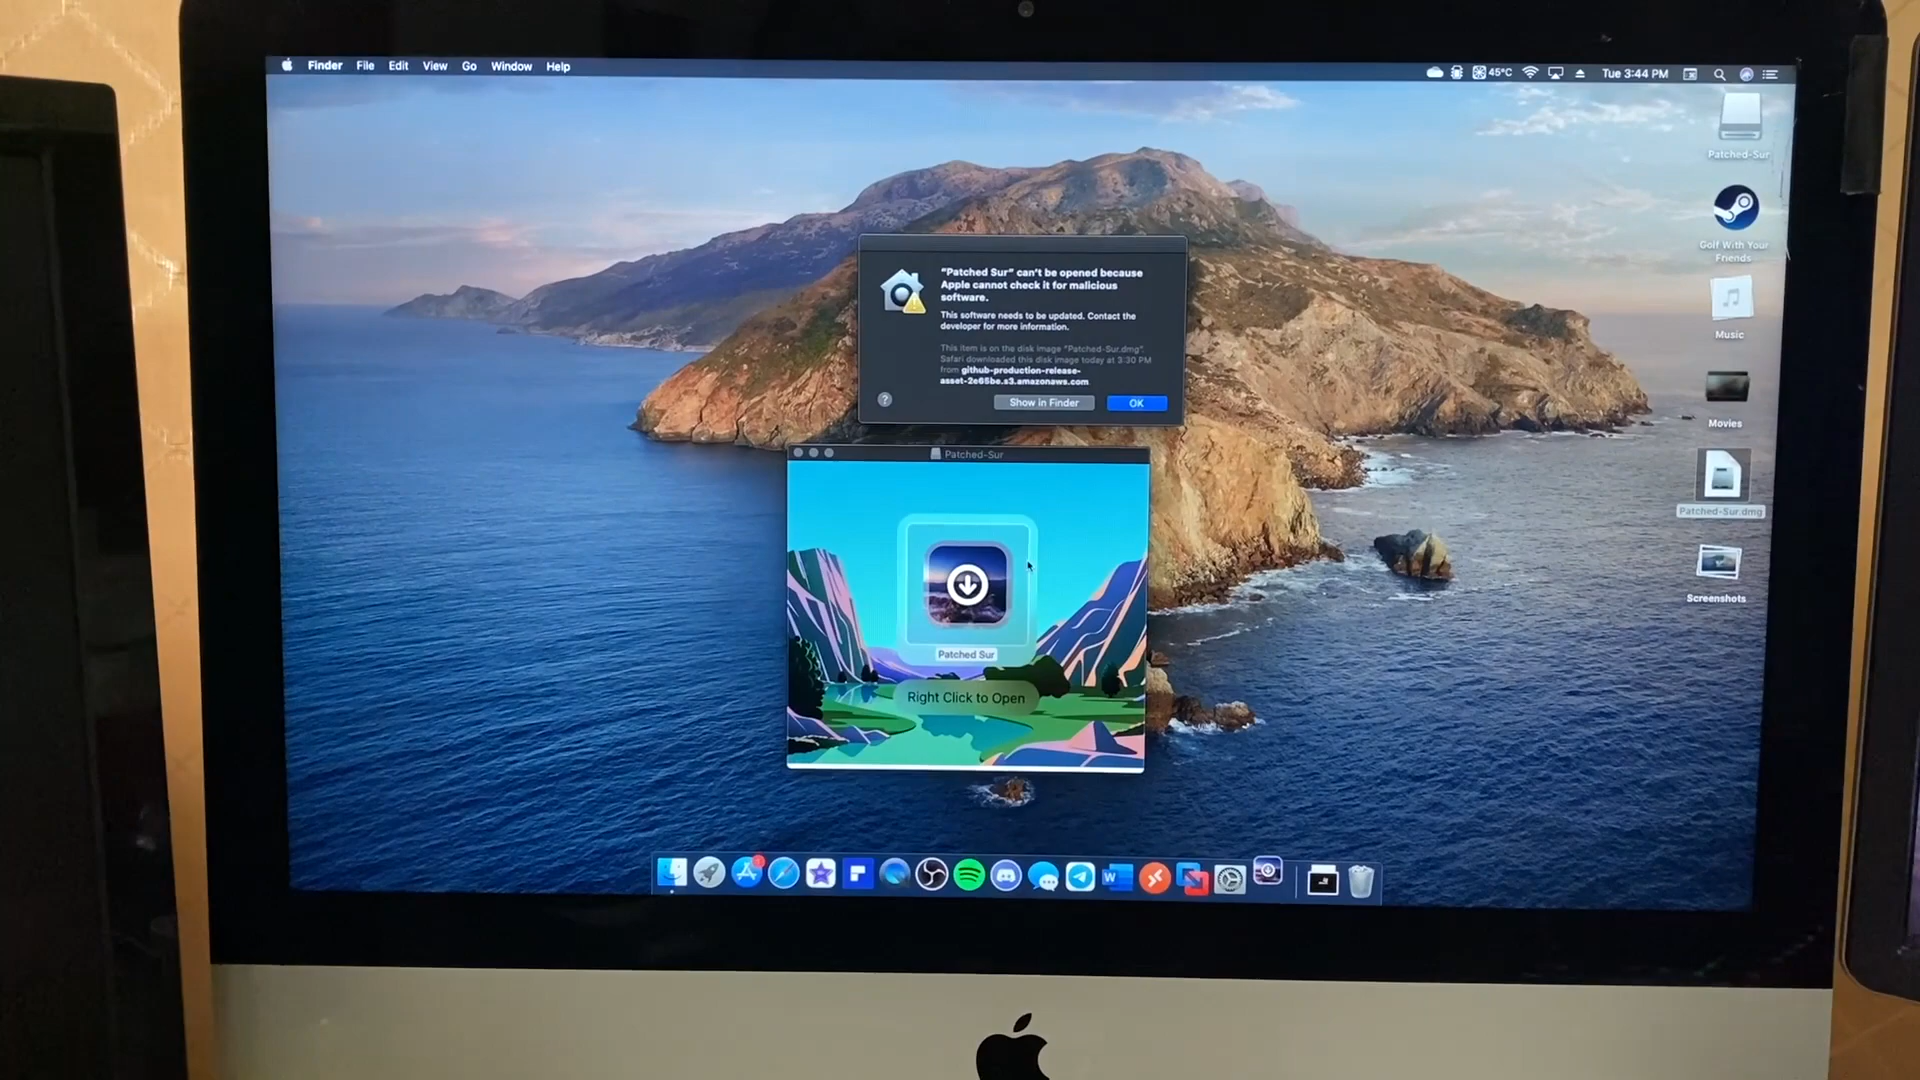 Finder File Edit View Go Window Help
45°C Tue 3:44 PM
Patched-Sur
Golf With Your
Friends
Music
Movies
Patched-Sur.dmg
Screenshots
"Patched Sur" can't be opened because
Apple cannot check it for malicious
software.
This software needs to be updated. Contact the
developer for more information.
This item is on the disk image "Patched-Sur.dmg".
Safari downloaded this disk image today at 3:30 PM
from github-production-release-
asset-2e65be.s3.amazonaws.com
? Show in Finder OK
Patched-Sur
Patched Sur
Right Click to Open
1
W